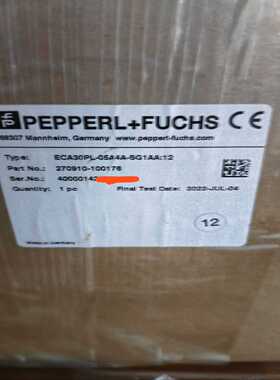 PEPPERL+FUCHS CE
68307 Mannheim, Germany www.pepperl-fuchs.com
Type: ECA30PL-05A4A-SG1AA:12
Part No.: 270910-100176
Ser.No.: 40000142
Quantity: 1 pc Final Test Date: 2022-JUL-04
12
Made in Germany